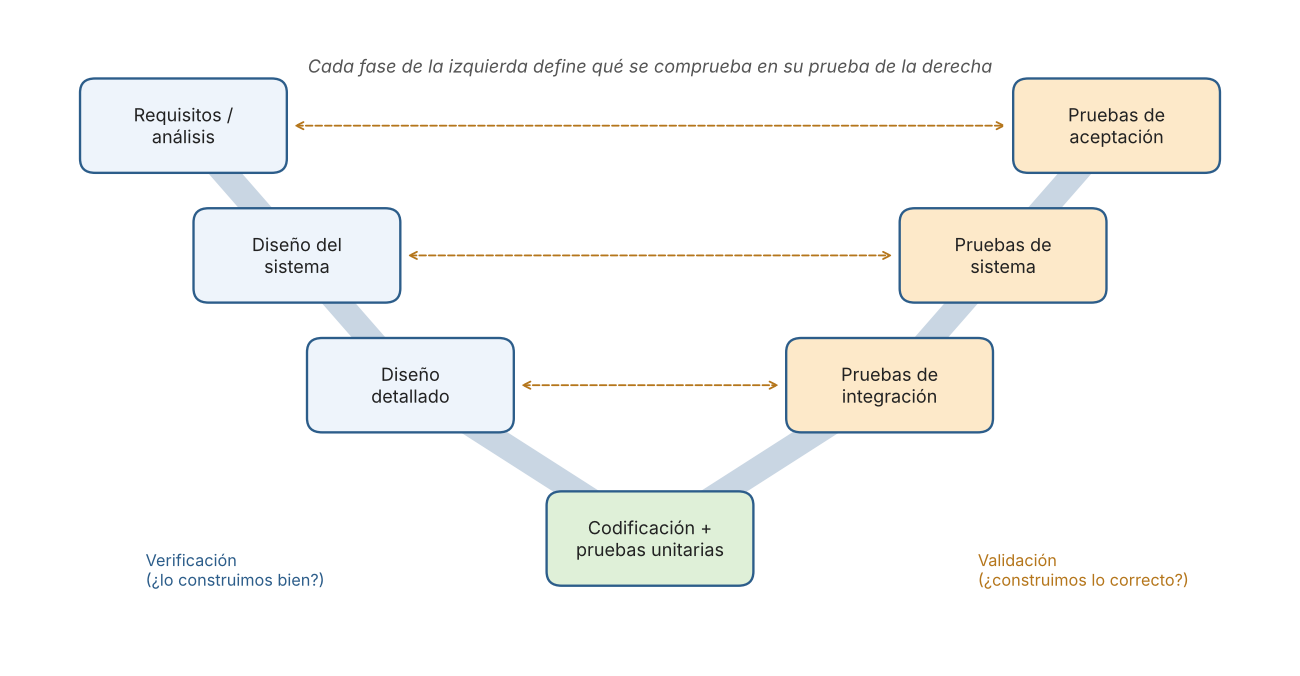 Cada fase de la izquierda define qué se comprueba en su prueba de la derecha
Requisitos /
análisis
Pruebas de
aceptación
Diseño del
sistema
Pruebas de
sistema
Diseño
detallado
Pruebas de
integración
Codificación +
pruebas unitarias
Verificación
(¿lo construimos bien?)
Validación
(¿construimos lo correcto?)